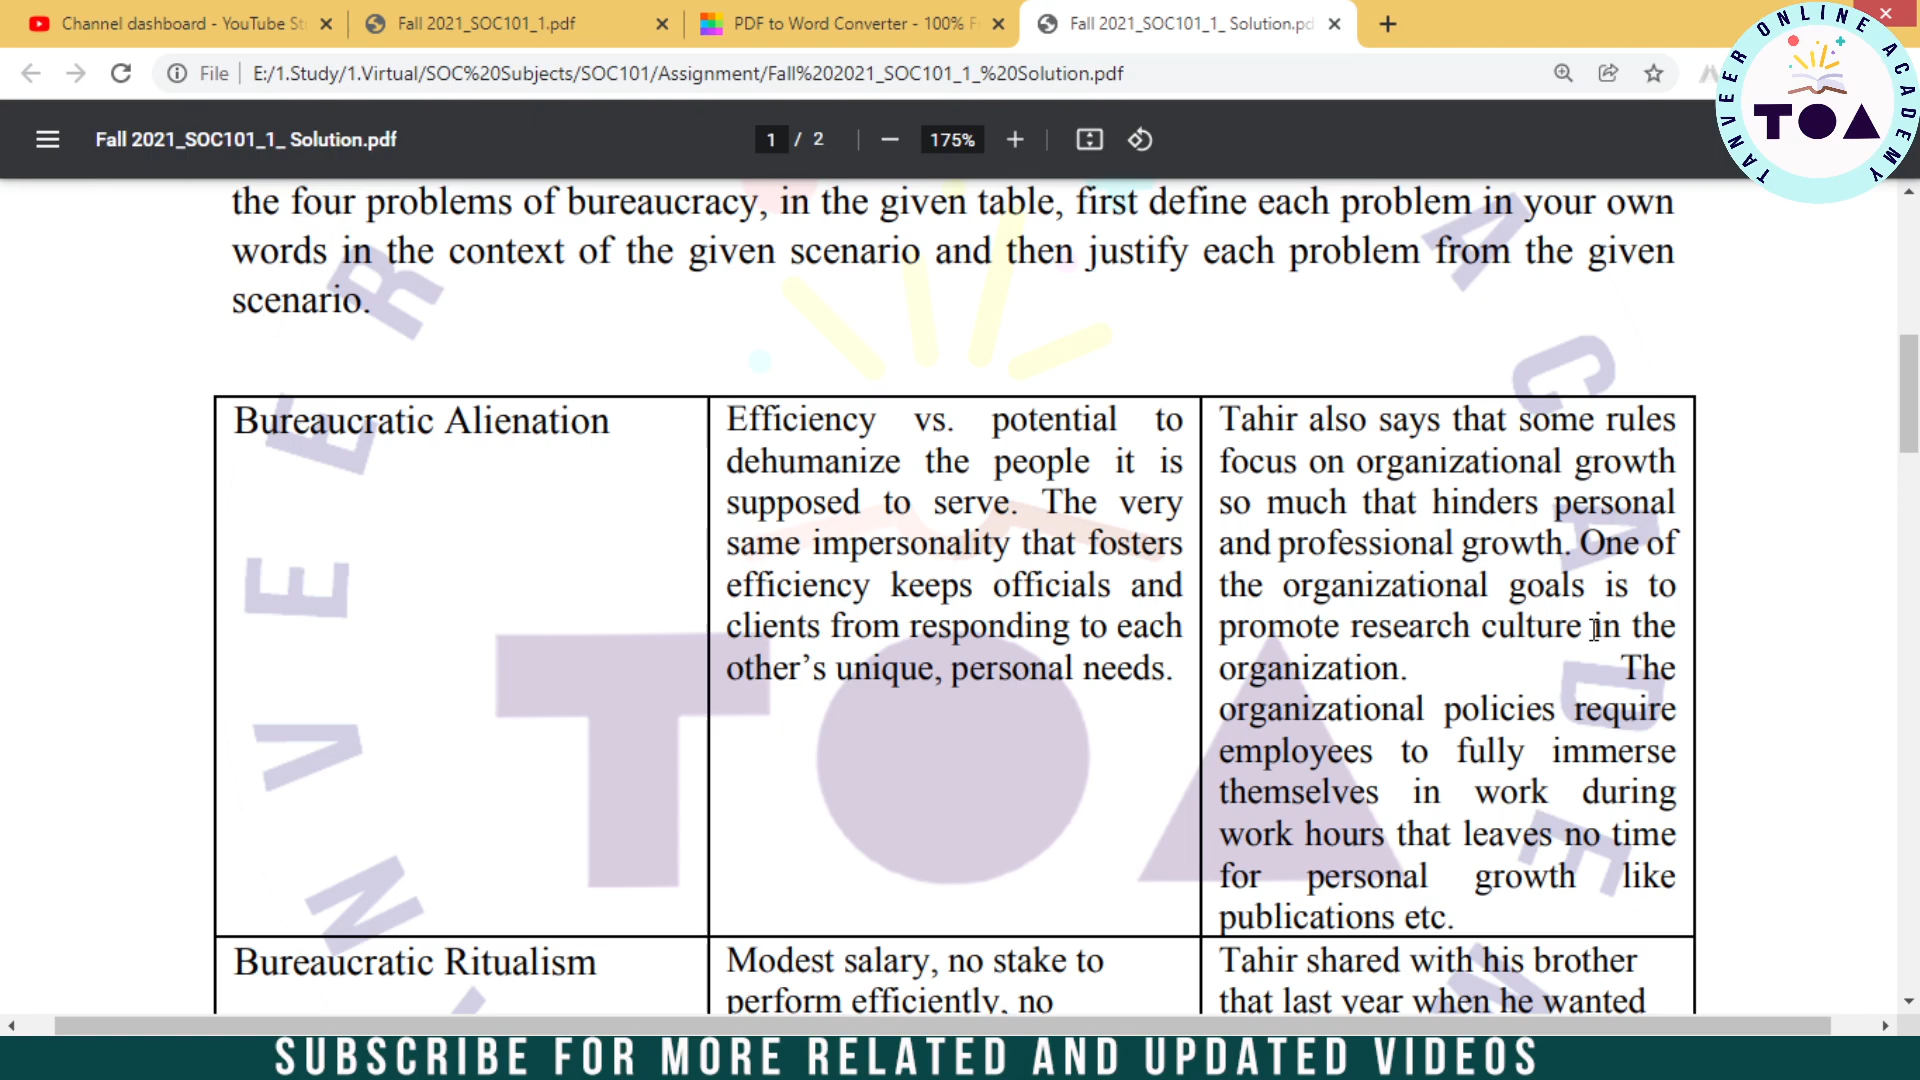 Channel dashboard - YouTube St
Fall 2021_SOC101_1.pdf
PDF to Word Converter - 100% F
Fall 2021_SOC101_1_ Solution.pd
File
E:/1.Study/1.Virtual/SOC%20Subjects/SOC101/Assignment/Fall%202021_SOC101_1_%20Solution.pdf
TANVEER ONLINE ACADEMY
TOA
Fall 2021_SOC101_1_ Solution.pdf
1 / 2
175%
the four problems of bureaucracy, in the given table, first define each problem in your own
words in the context of the given scenario and then justify each problem from the given
scenario.
Bureaucratic Alienation
Efficiency vs. potential to
dehumanize the people it is
supposed to serve. The very
same impersonality that fosters
efficiency keeps officials and
clients from responding to each
other’s unique, personal needs.
Tahir also says that some rules
focus on organizational growth
so much that hinders personal
and professional growth. One of
the organizational goals is to
promote research culture in the
organization. The
organizational policies require
employees to fully immerse
themselves in work during
work hours that leaves no time
for personal growth like
publications etc.
Bureaucratic Ritualism
Modest salary, no stake to
perform efficiently, no
Tahir shared with his brother
that last year when he wanted
TOA
SUBSCRIBE FOR MORE RELATED AND UPDATED VIDEOS